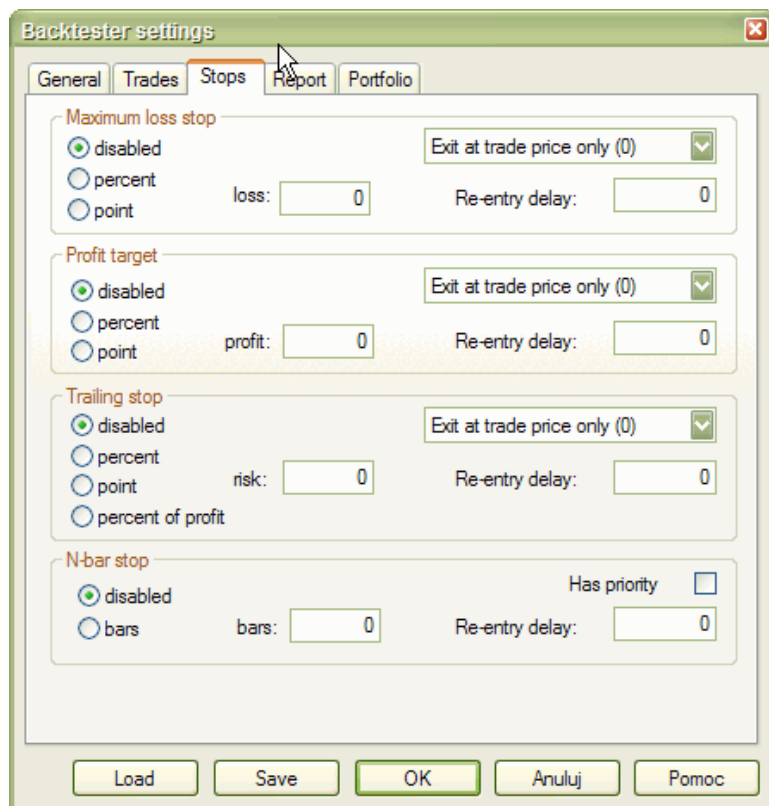 Backtester settings
General Trades Stops Report Portfolio
Maximum loss stop
disabled Exit at trade price only (0)
percent
loss: 0 Re-entry delay: 0
point
Profit target
disabled Exit at trade price only (0)
percent
profit: 0 Re-entry delay: 0
point
Trailing stop
disabled Exit at trade price only (0)
percent
point risk: 0 Re-entry delay: 0
percent of profit
N-bar stop
Has priority
disabled
bars bars: 0 Re-entry delay: 0
Load Save OK Anuluj Pomoc